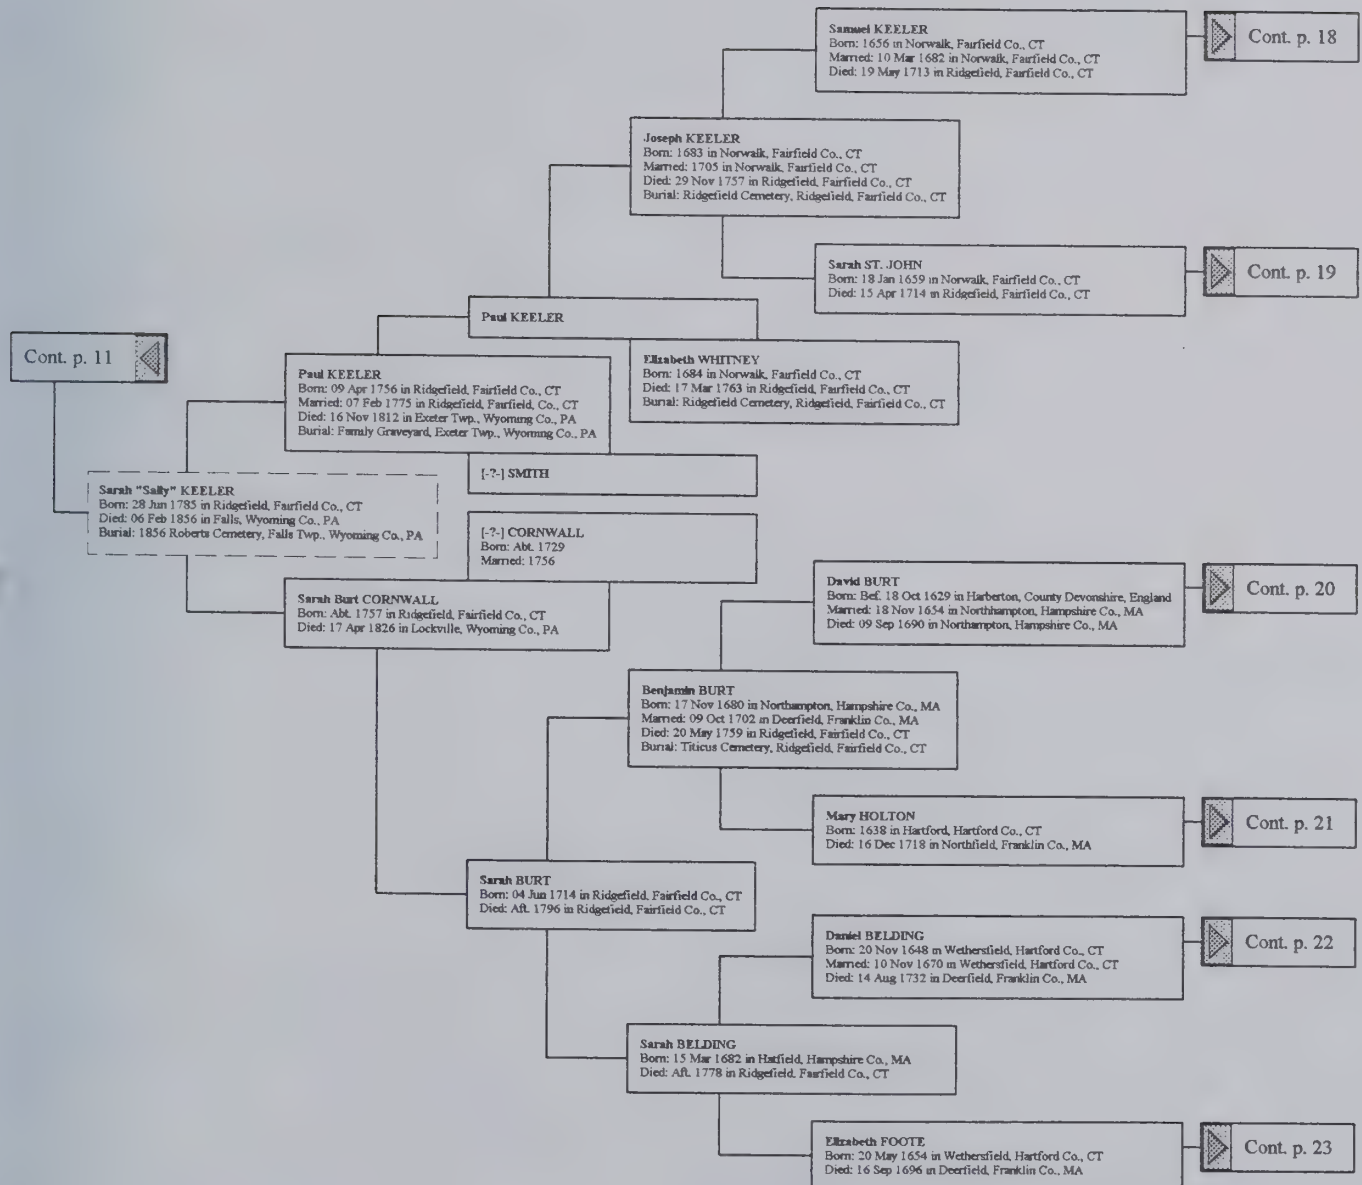 Samuel KEELER
Born: 1656 in Norwalk, Fairfield Co., CT
Married: 10 Mar 1682 in Norwalk, Fairfield Co., CT
Died: 19 May 1713 in Ridgefield, Fairfield Co., CT
Cont. p. 18
Joseph KEELER
Born: 1683 in Norwalk, Fairfield Co., CT
Married: 1705 in Norwalk, Fairfield Co., CT
Died: 29 Nov 1757 in Ridgefield, Fairfield Co., CT
Burial: Ridgefield Cemetery, Ridgefield, Fairfield Co., CT
Sarah ST. JOHN
Born: 18 Jan 1659 in Norwalk, Fairfield Co., CT
Died: 15 Apr 1714 in Ridgefield, Fairfield Co., CT
Cont. p. 19
Paul KEELER
Cont. p. 11
Paul KEELER
Born: 09 Apr 1756 in Ridgefield, Fairfield Co., CT
Married: 07 Feb 1775 in Ridgefield, Fairfield, Co., CT
Died: 16 Nov 1812 in Exeter Twp., Wyoming Co., PA
Burial: Family Graveyard, Exeter Twp., Wyoming Co., PA
Elizabeth WHITNEY
Born: 1684 in Norwalk, Fairfield Co., CT
Died: 17 Mar 1763 in Ridgefield, Fairfield Co., CT
Burial: Ridgefield Cemetery, Ridgefield, Fairfield Co., CT
[-?-] SMITH
Sarah "Sally" KEELER
Born: 28 Jun 1785 in Ridgefield, Fairfield Co., CT
Died: 06 Feb 1856 in Falls, Wyoming Co., PA
Burial: 1856 Roberts Cemetery, Falls Twp., Wyoming Co., PA
[-?-] CORNWALL
Born: Abt. 1729
Married: 1756
Sarah Burt CORNWALL
Born: Abt. 1757 in Ridgefield, Fairfield Co., CT
Died: 17 Apr 1826 in Lockville, Wyoming Co., PA
David BURT
Born: Bef. 18 Oct 1629 in Harberton, County Devonshire, England
Married: 18 Nov 1654 in Northhampton, Hampshire Co., MA
Died: 09 Sep 1690 in Northampton, Hampshire Co., MA
Cont. p. 20
Benjamin BURT
Born: 17 Nov 1680 in Northampton, Hampshire Co., MA
Married: 09 Oct 1702 in Deerfield, Franklin Co., MA
Died: 20 May 1759 in Ridgefield, Fairfield Co., CT
Burial: Titicus Cemetery, Ridgefield, Fairfield Co., CT
Mary HOLTON
Born: 1638 in Hartford, Hartford Co., CT
Died: 16 Dec 1718 in Northfield, Franklin Co., MA
Cont. p. 21
Sarah BURT
Born: 04 Jun 1714 in Ridgefield, Fairfield Co., CT
Died: Aft. 1796 in Ridgefield, Fairfield Co., CT
Daniel BELDING
Born: 20 Nov 1648 in Wethersfield, Hartford Co., CT
Married: 10 Nov 1670 in Wethersfield, Hartford Co., CT
Died: 14 Aug 1732 in Deerfield, Franklin Co., MA
Cont. p. 22
Sarah BELDING
Born: 15 Mar 1682 in Hatfield, Hampshire Co., MA
Died: Aft. 1778 in Ridgefield, Fairfield Co., CT
Elizabeth FOOTE
Born: 20 May 1654 in Wethersfield, Hartford Co., CT
Died: 16 Sep 1696 in Deerfield, Franklin Co., MA
Cont. p. 23